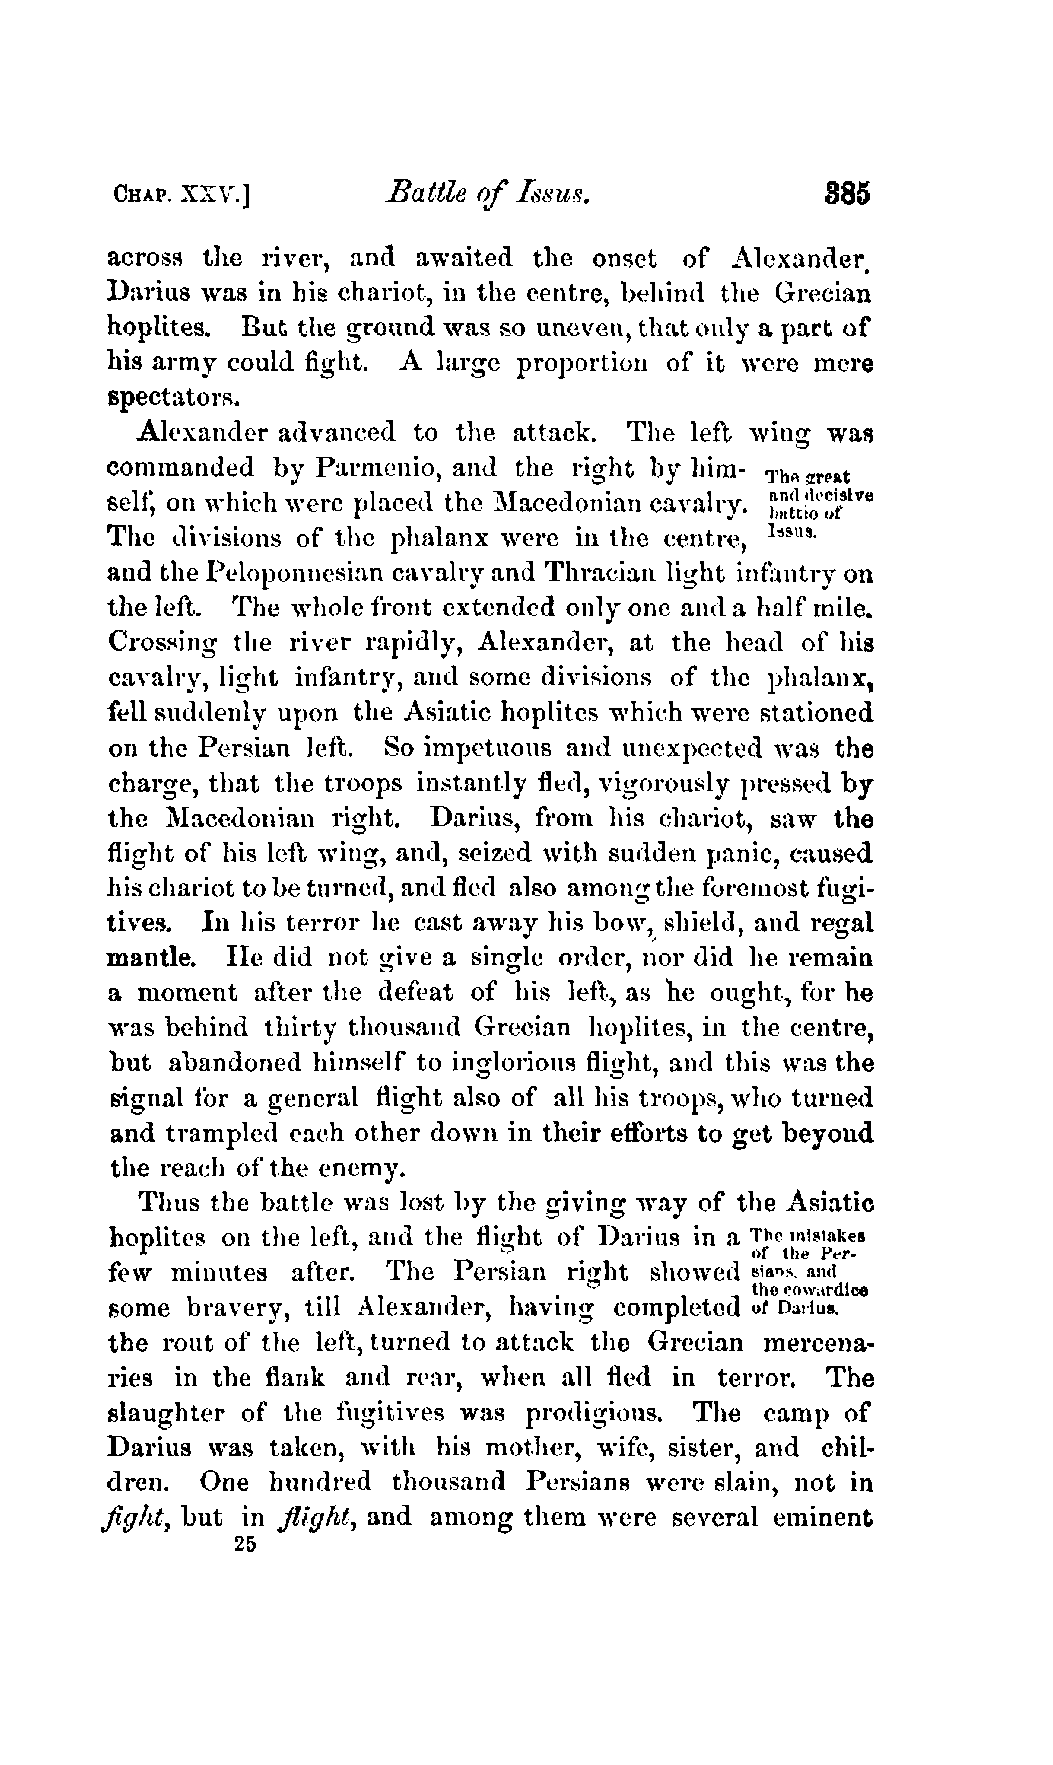 CHAP. XXV.] Battle of Issus. 385
across the river, and awaited the onset of Alexander.
Darius was in his chariot, in the centre, behind the Grecian
hoplites. But the ground was so uneven, that only a part of
his army could fight. A large proportion of it were mere
spectators.
Alexander advanced to the attack. The left wing was
commanded by Parmenio, and the right by him-
self, on which were placed the Macedonian cavalry.
The divisions of the phalanx were in the centre,
The great
and decisive
battle of
Issus.
and the Peloponnesian cavalry and Thracian light infantry on
the left. The whole front extended only one and a half mile.
Crossing the river rapidly, Alexander, at the head of his
cavalry, light infantry, and some divisions of the phalanx,
fell suddenly upon the Asiatic hoplites which were stationed
on the Persian left. So impetuous and unexpected was the
charge, that the troops instantly fled, vigorously pressed by
the Macedonian right. Darius, from his chariot, saw the
flight of his left wing, and, seized with sudden panic, caused
his chariot to be turned, and fled also among the foremost fugi-
tives. In his terror he cast away his bow, shield, and regal
mantle. He did not give a single order, nor did he remain
a moment after the defeat of his left, as he ought, for he
was behind thirty thousand Grecian hoplites, in the centre,
but abandoned himself to inglorious flight, and this was the
signal for a general flight also of all his troops, who turned
and trampled each other down in their efforts to get beyond
the reach of the enemy.
Thus the battle was lost by the giving way of the Asiatic
hoplites on the left, and the flight of Darius in a
few minutes after. The Persian right showed
some bravery, till Alexander, having completed
The mistakes
of the Per-
sians, and
the cowardice
of Darius.
the rout of the left, turned to attack the Grecian mercena-
ries in the flank and rear, when all fled in terror. The
slaughter of the fugitives was prodigious. The camp of
Darius was taken, with his mother, wife, sister, and chil-
dren. One hundred thousand Persians were slain, not in
fight, but in flight, and among them were several eminent
25